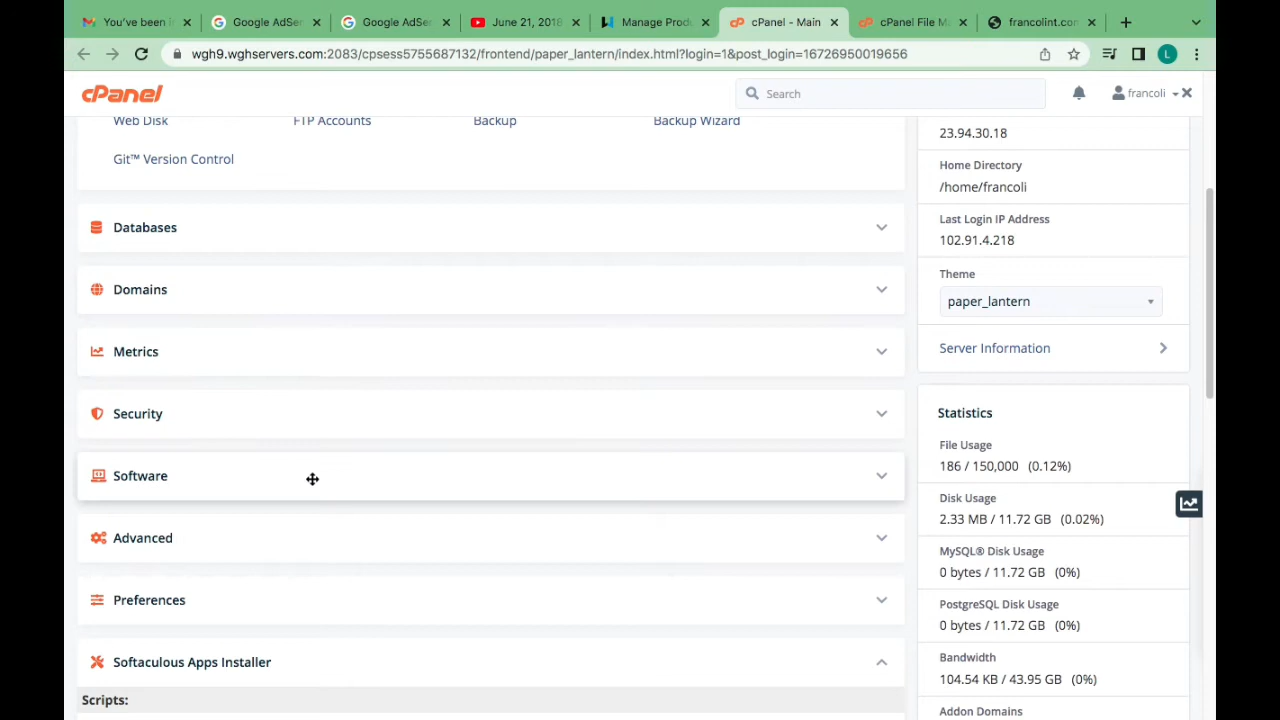 You've been i
Google AdSer
Google AdSen
June 21, 2018
Manage Produ
cPanel - Main
cPanel File M
francolint.com
wgh9.wghservers.com:2083/cpsess5755687132/frontend/paper_lantern/index.html?login=1&post_login=16726950019656
L
cPanel
Search
francoli
Web Disk
FTP Accounts
Backup
Backup Wizard
Git™ Version Control
Databases
Domains
Metrics
Security
Software
Advanced
Preferences
Softaculous Apps Installer
Scripts:
23.94.30.18
Home Directory
/home/francoli
Last Login IP Address
102.91.4.218
Theme
paper_lantern
Server Information
Statistics
File Usage
186 / 150,000 (0.12%)
Disk Usage
2.33 MB / 11.72 GB (0.02%)
MySQL® Disk Usage
0 bytes / 11.72 GB (0%)
PostgreSQL Disk Usage
0 bytes / 11.72 GB (0%)
Bandwidth
104.54 KB / 43.95 GB (0%)
Addon Domains